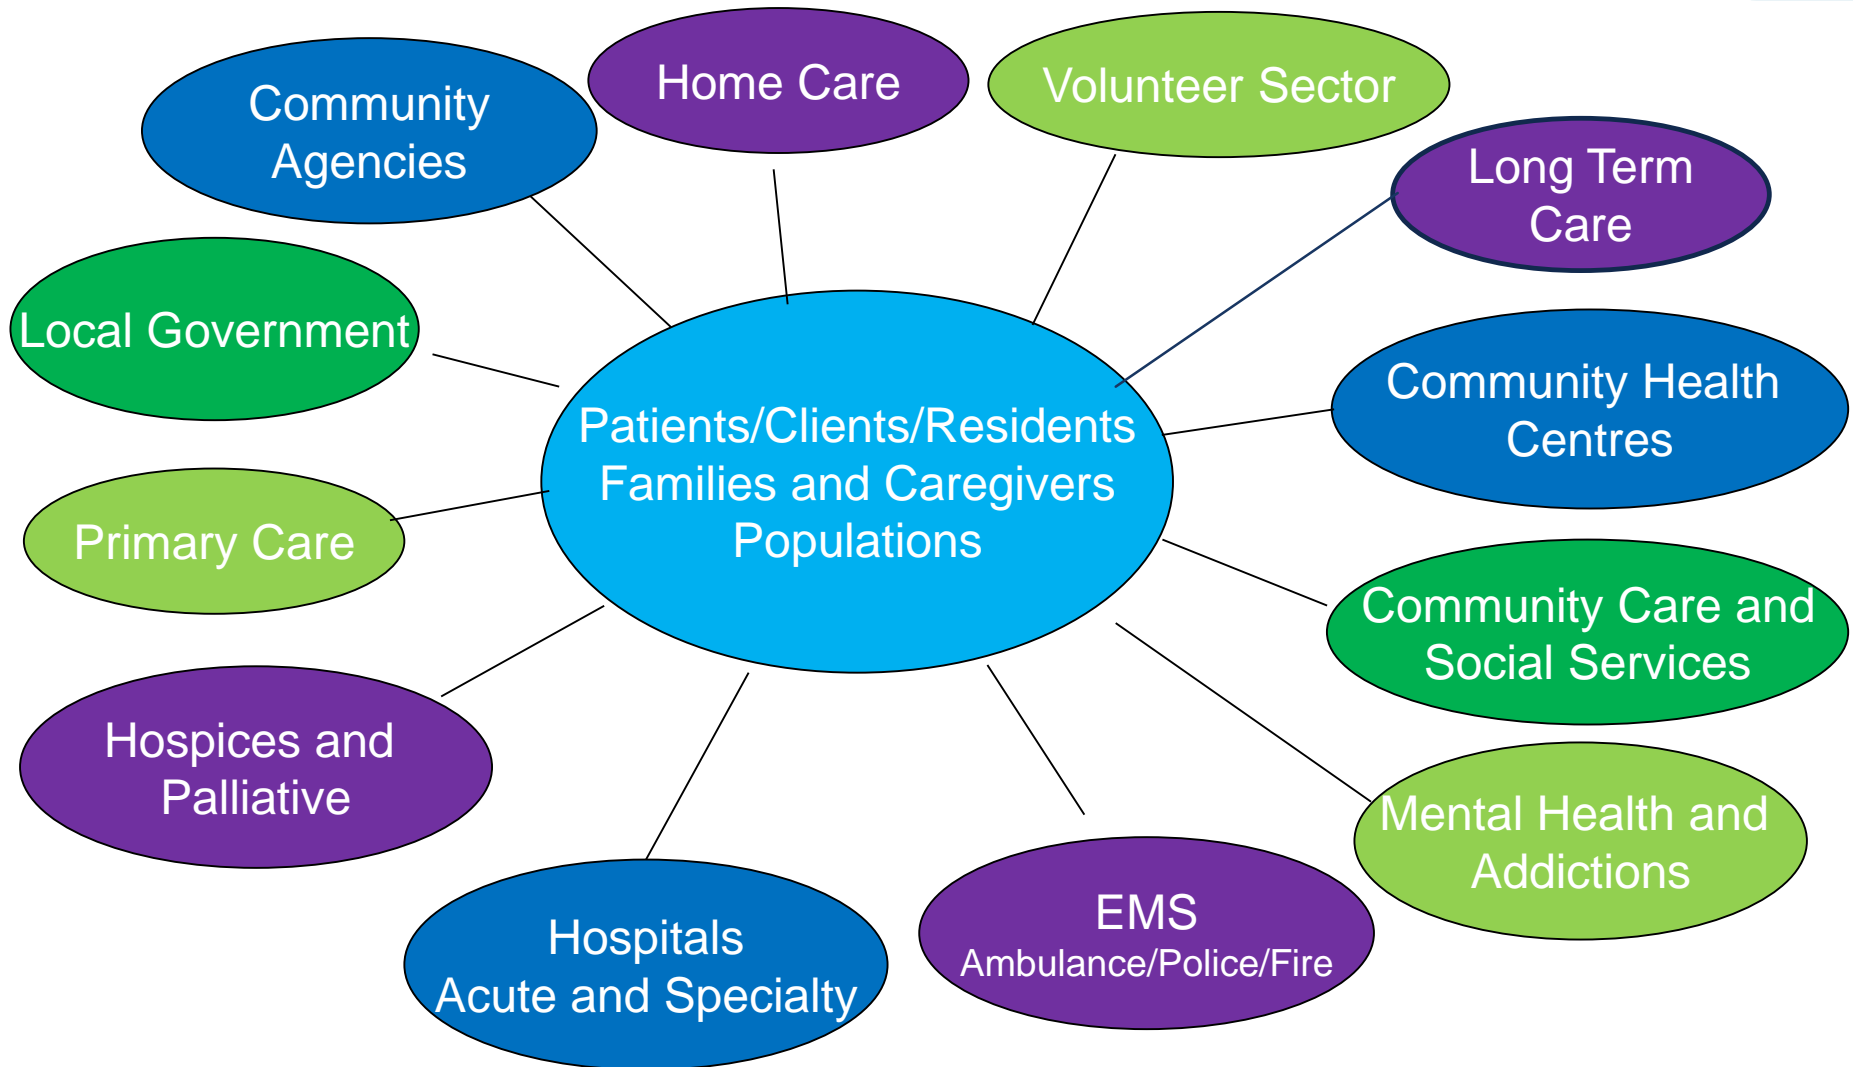 Home Care
Volunteer Sector
Community
Agencies
Long Term
Care
Local Government
Community Health
Centres
Patients/Clients/Residents
Families and Caregivers
Populations
Primary Care
Community Care and
Social Services
Hospices and
Palliative
Mental Health and
Addictions
EMS
Ambulance/Police/Fire
Hospitals
Acute and Specialty